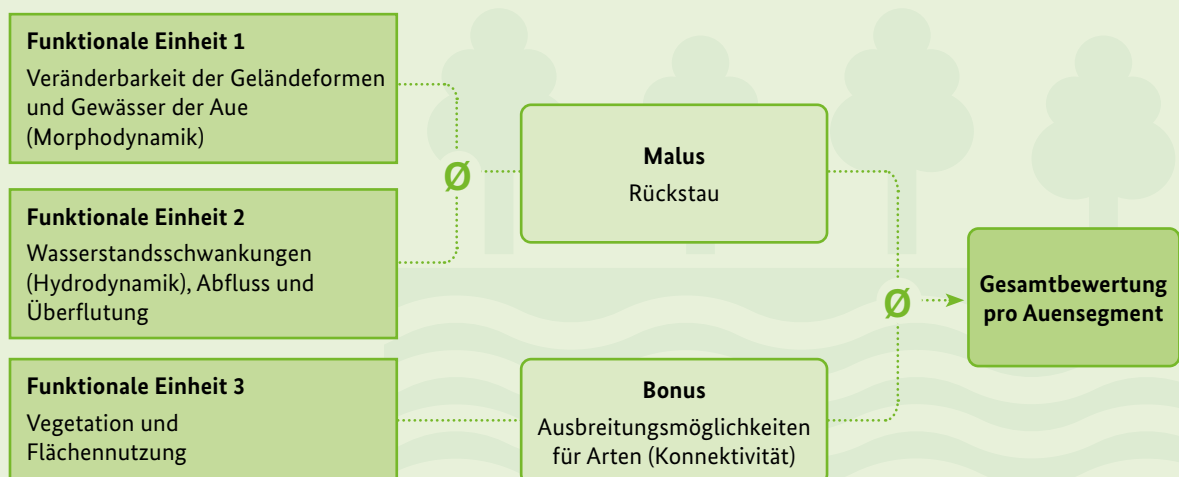 Funktionale Einheit 1
Veränderbarkeit der Geländeformen
und Gewässer der Aue
(Morphodynamik)
Funktionale Einheit 2
Wasserstandsschwankungen
(Hydrodynamik), Abfluss und
Überflutung
Funktionale Einheit 3
Vegetation und
Flächennutzung
Ø
Malus
Rückstau
Bonus
Ausbreitungsmöglichkeiten
für Arten (Konnektivität)
Ø
Gesamtbewertung
pro Auensegment